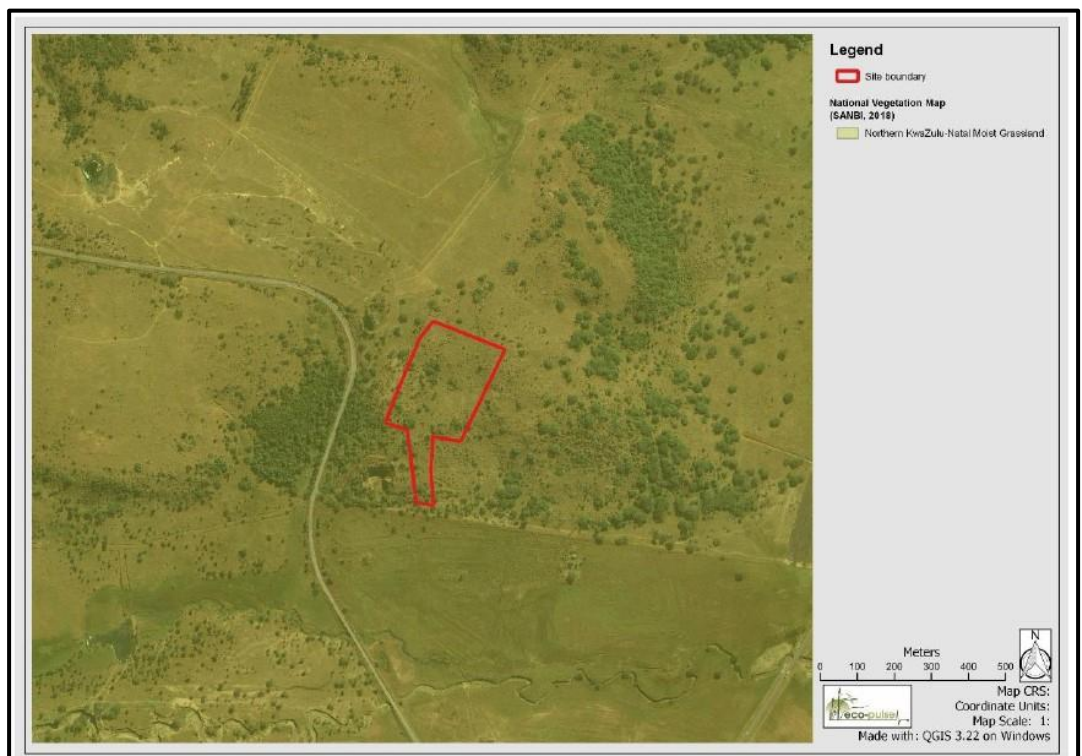 Legend
Site boundary
National Vegetation Map
(SANBI, 2018)
Northern KwaZulu-Natal Moist Grassland
N
Meters
0 100 200 300 400 500
eco-pulse
Map CRS:
Coordinate Units:
Map Scale: 1:
Made with: QGIS 3.22 on Windows